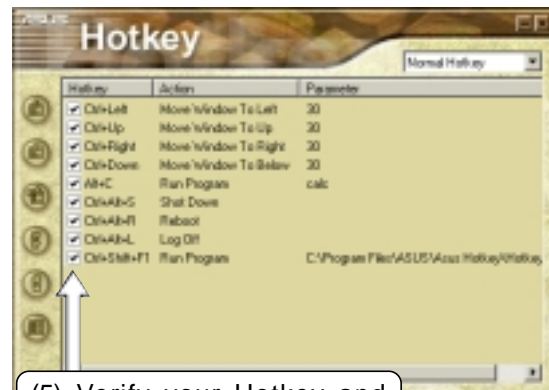 Hotkey
Normal Hotkey
Hotkey Action Parameter
Ctrl+Left Move Window To Left 30
Ctrl+Up Move Window To Up 30
Ctrl+Right Move Window To Right 30
Ctrl+Down Move Window To Below 30
Alt+C Run Program calc
Ctrl+Alt+S Shut Down
Ctrl+Alt+R Reboot
Ctrl+Alt+L Log Off
Ctrl+Shift+F1 Run Program C:\Program Files\ASUS\Asus Hotkey\Hotkey
(5) Verify your Hotkey and